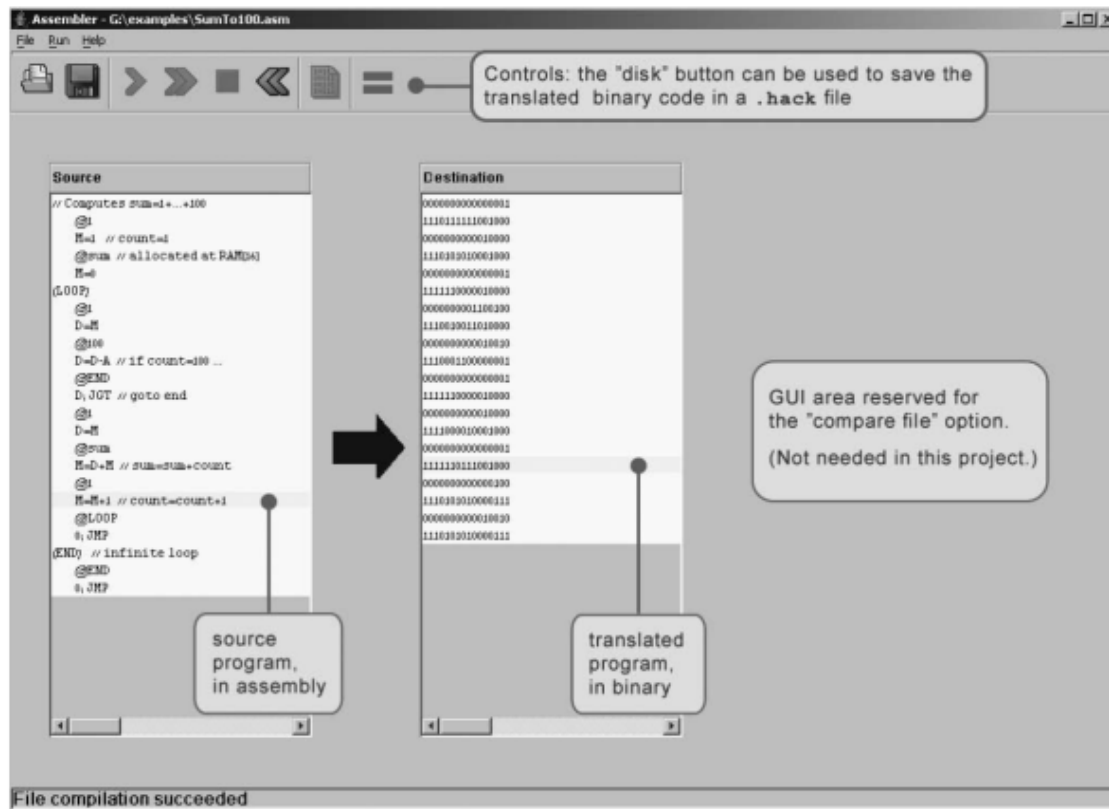 Assembler - G:\examples\SumTo100.asm
File Run Help
Controls: the "disk" button can be used to save the
translated binary code in a .hack file
Source
// Computes sum=1+...+100
@1
M=1 // count=1
@sum // allocated at RAM[16]
M=0
(LOOP)
@1
D=M
@100
D=D-A // if count=100 ...
@END
D;JGT // goto end
@1
D=M
@sum
M=D+M // sum=sum+count
@1
M=M+1 // count=count+1
@LOOP
0;JMP
(END) // infinite loop
@END
0;JMP
Destination
0000000000000001
1110111111001000
0000000000010000
1110101010001000
0000000000000001
1111110000010000
0000000001100100
1110010011010000
0000000000010010
1110001100000001
0000000000000001
1111110000010000
0000000000010000
1111000010001000
0000000000000001
1111110111001000
0000000000000100
1110101010000111
0000000000010010
1110101010000111
GUI area reserved for
the "compare file" option.
(Not needed in this project.)
source
program,
in assembly
translated
program,
in binary
File compilation succeeded